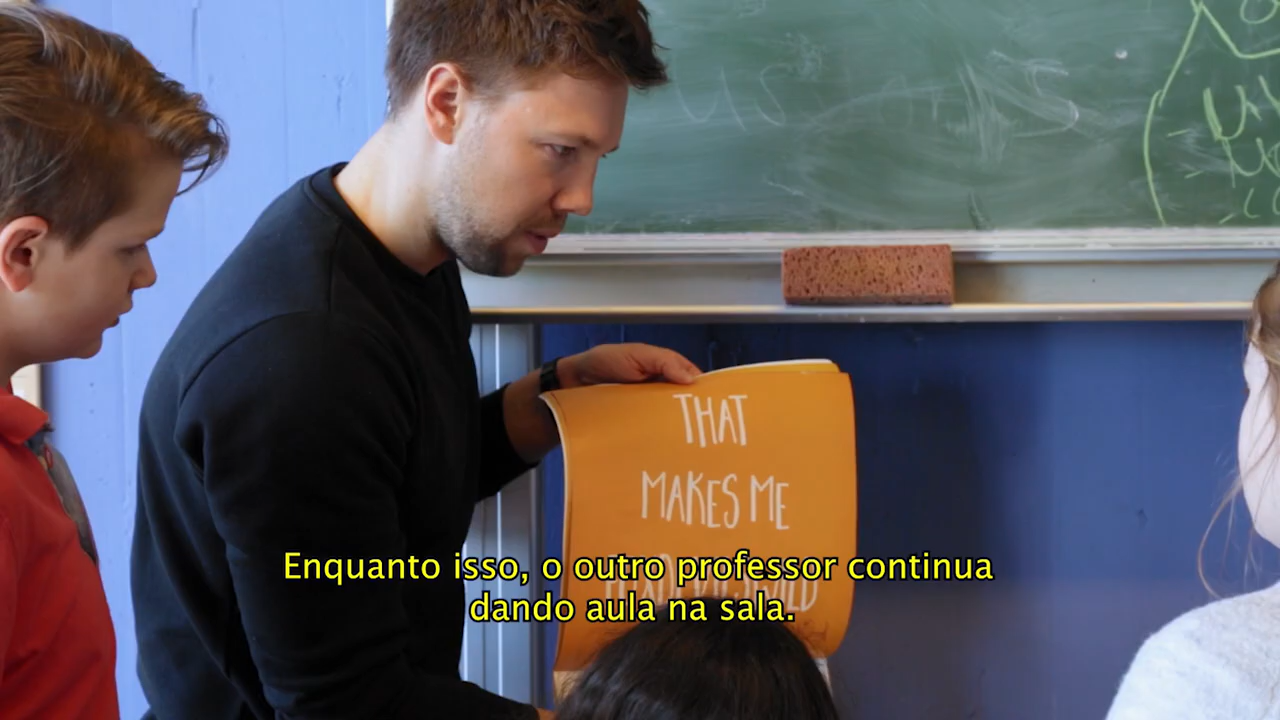 THAT
MAKES ME
Enquanto isso, o outro professor continua
dando aula na sala.